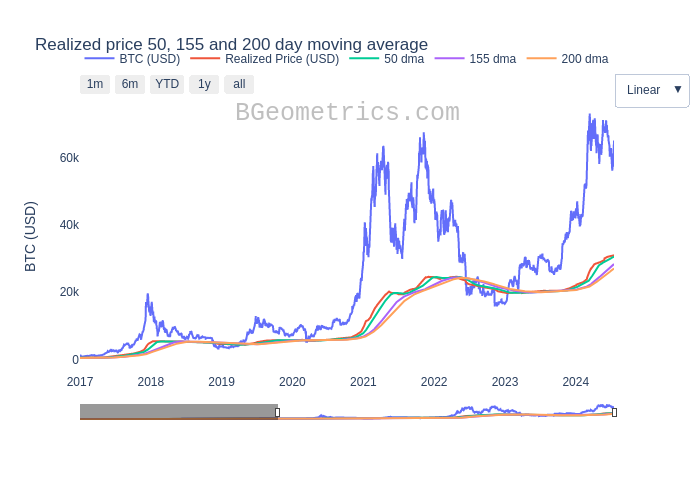 Realized price 50, 155 and 200 day moving average
BTC (USD) Realized Price (USD) 50 dma 155 dma 200 dma
1m 6m YTD 1y all
Linear ▼
BGeometrics.com
60k
40k
20k
0
BTC (USD)
2017 2018 2019 2020 2021 2022 2023 2024